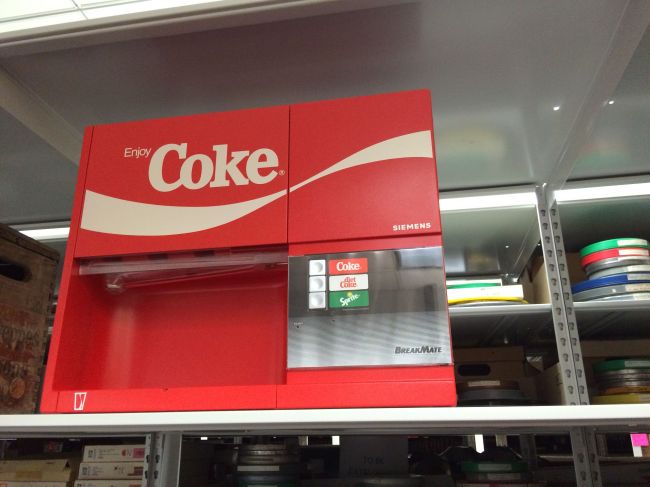 Enjoy
Coke®
SIEMENS
Coke
diet
Coke
Sprite
BREAKMATE